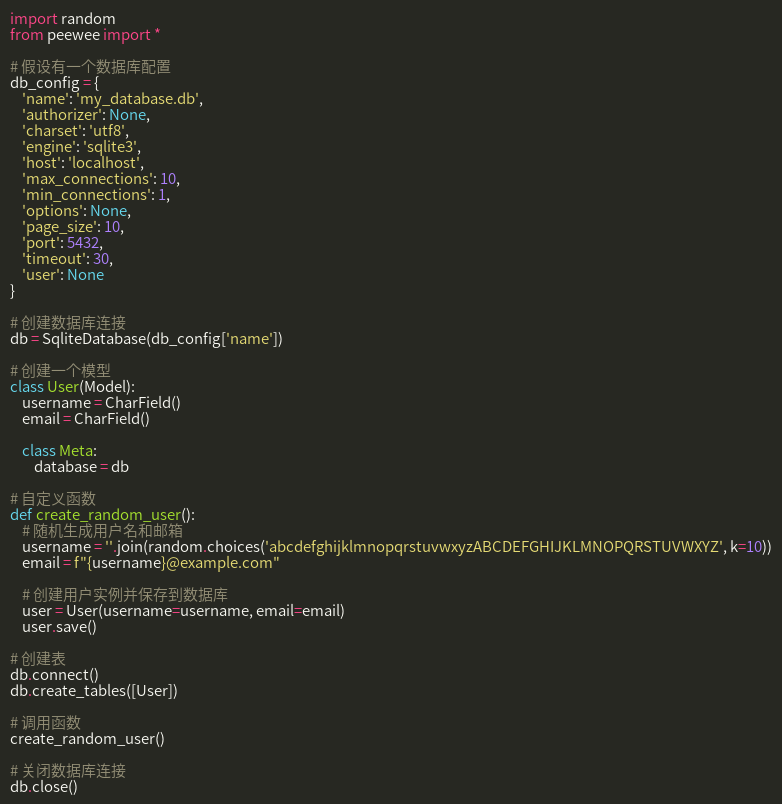 import random
from peewee import *
# 假设有一个数据库配置
db_config = {
    'name': 'my_database.db',
    'authorizer': None,
    'charset': 'utf8',
    'engine': 'sqlite3',
    'host': 'localhost',
    'max_connections': 10,
    'min_connections': 1,
    'options': None,
    'page_size': 10,
    'port': 5432,
    'timeout': 30,
    'user': None
}
# 创建数据库连接
db = SqliteDatabase(db_config['name'])
# 创建一个模型
class User(Model):
    username = CharField()
    email = CharField()
    class Meta:
        database = db
# 自定义函数
def create_random_user():
    # 随机生成用户名和邮箱
    username = ''.join(random.choices('abcdefghijklmnopqrstuvwxyzABCDEFGHIJKLMNOPQRSTUVWXYZ', k=10))
    email = f"{username}@example.com"
    # 创建用户实例并保存到数据库
    user = User(username=username, email=email)
    user.save()
# 创建表
db.connect()
db.create_tables([User])
# 调用函数
create_random_user()
# 关闭数据库连接
db.close()